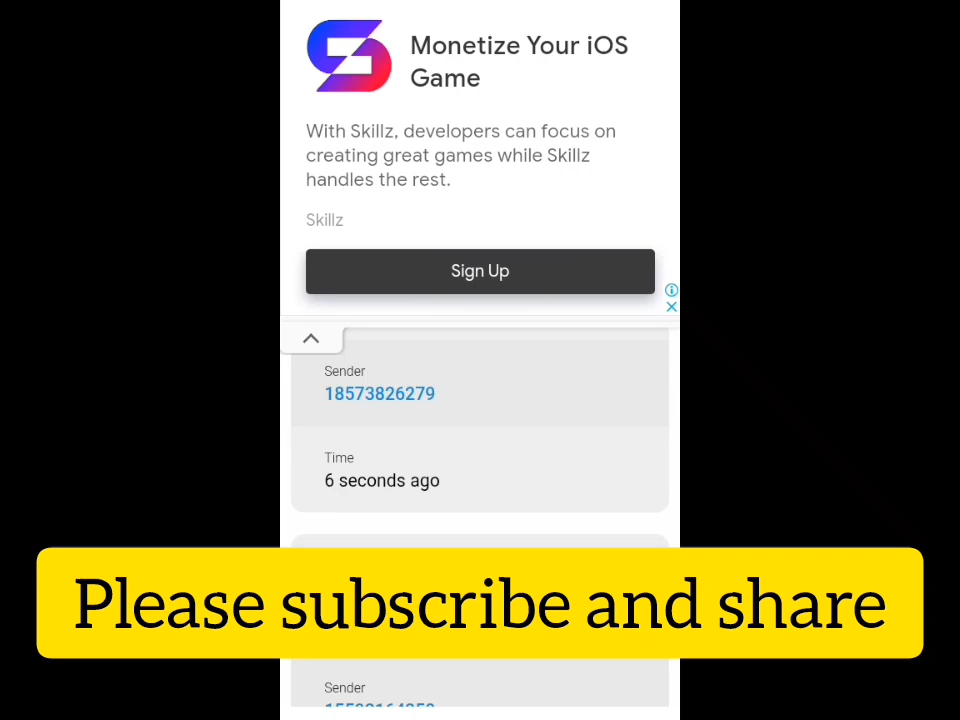 Monetize Your iOS
Game
With Skillz, developers can focus on
creating great games while Skillz
handles the rest.
Skillz
Sign Up
Sender
18573826279
Time
6 seconds ago
Please subscribe and share
Sender